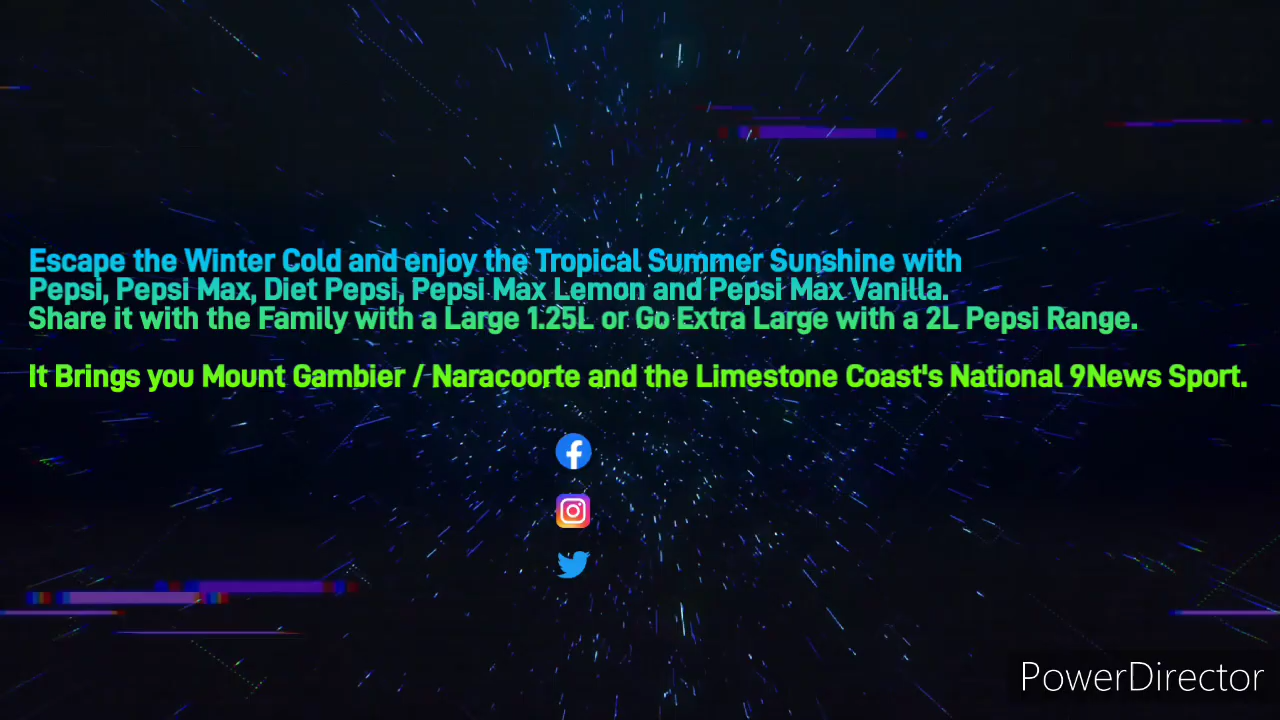 Escape the Winter Cold and enjoy the Tropical Summer Sunshine with
Pepsi, Pepsi Max, Diet Pepsi, Pepsi Max Lemon and Pepsi Max Vanilla.
Share it with the Family with a Large 1.25L or Go Extra Large with a 2L Pepsi Range.
It Brings you Mount Gambier / Naracoorte and the Limestone Coast's National 9News Sport.
PowerDirector